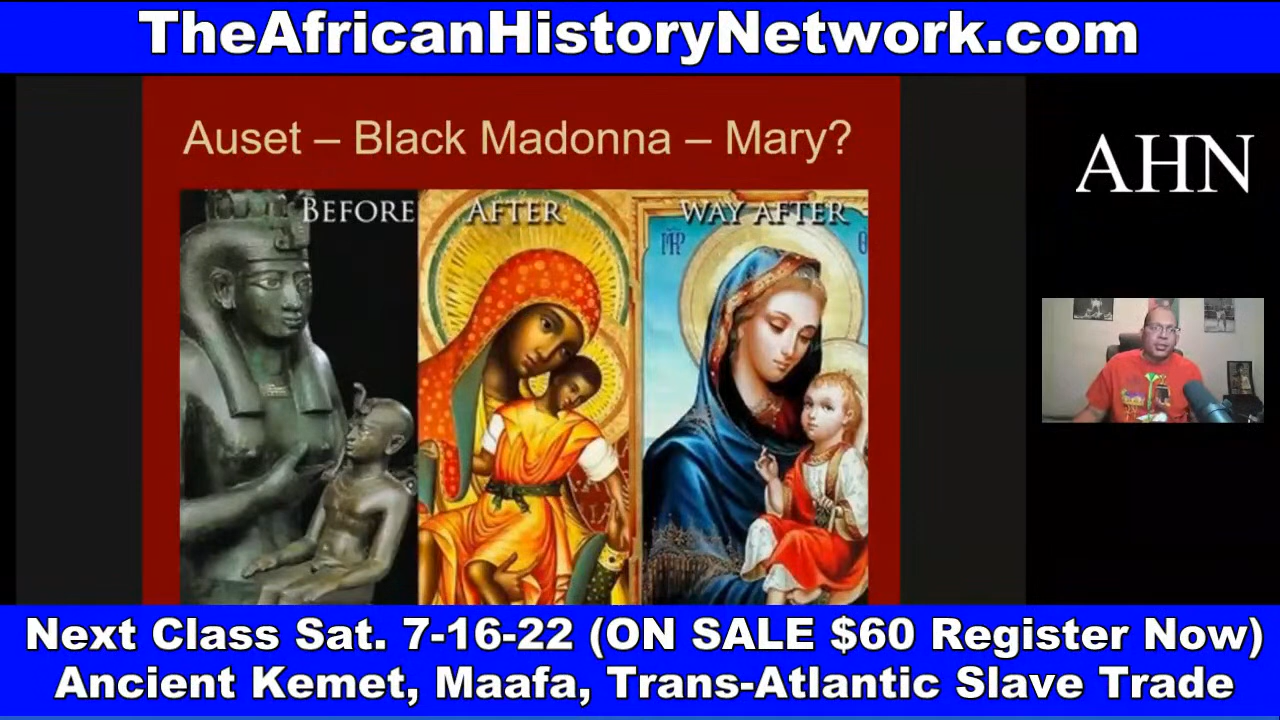 TheAfricanHistoryNetwork.com
Auset – Black Madonna – Mary?
AHN
BEFORE
AFTER
WAY AFTER
Next Class Sat. 7-16-22 (ON SALE $60 Register Now)
Ancient Kemet, Maafa, Trans-Atlantic Slave Trade